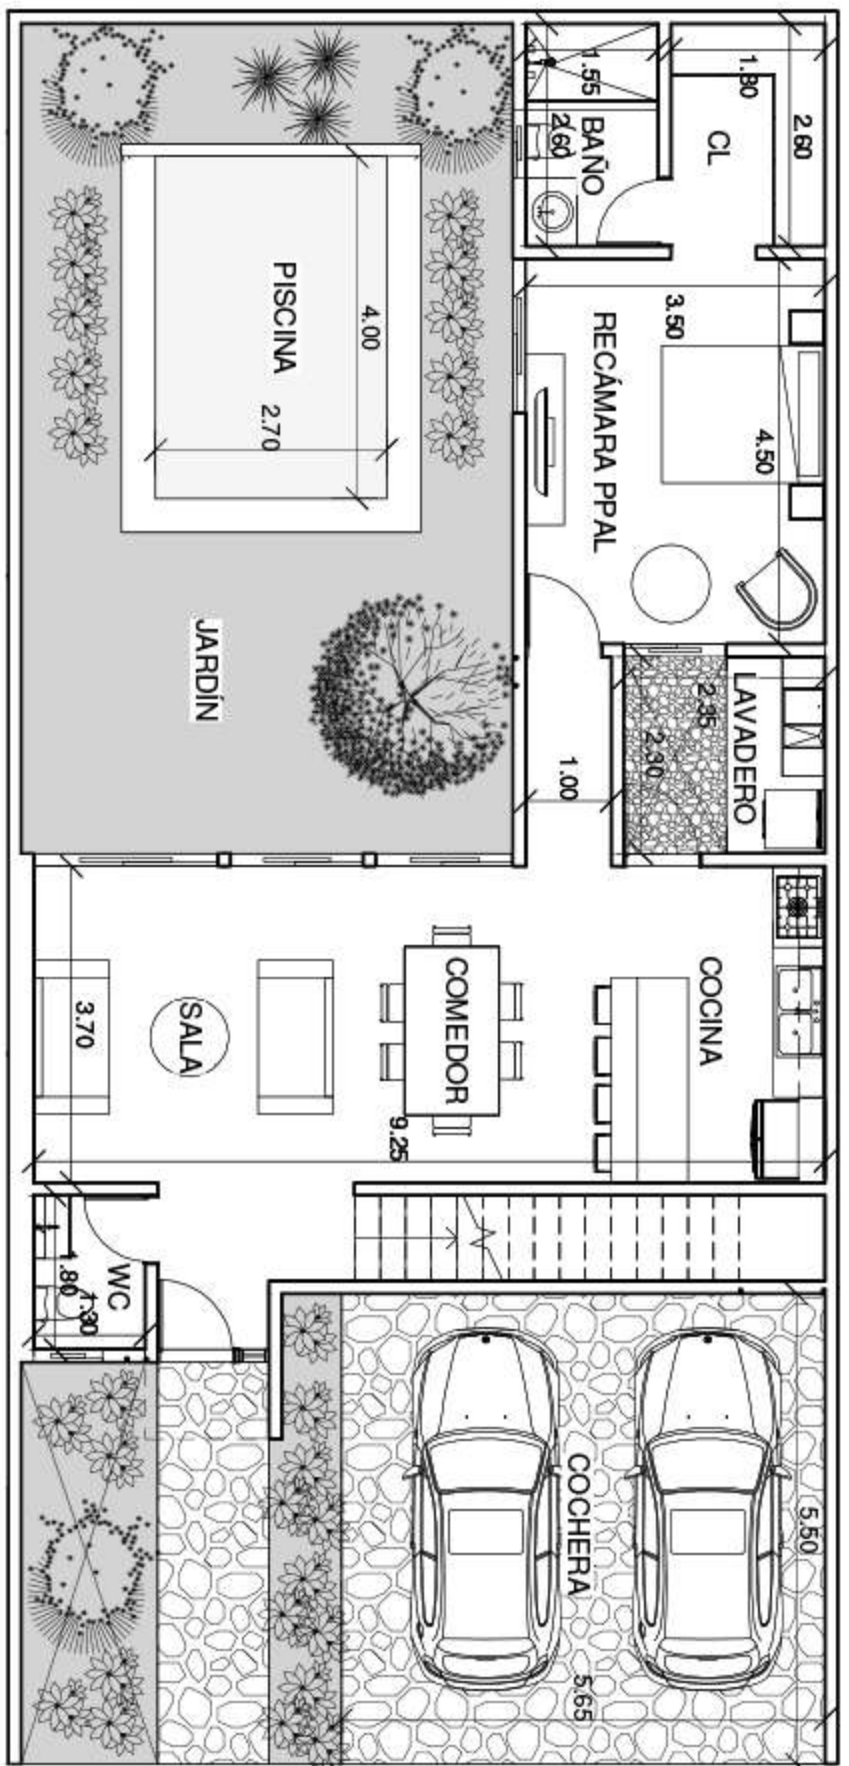 1.55
1.80
2.60
CL
BAÑO
2.60
PISCINA
4.00
2.70
3.50
RECÁMARA PPAL
4.50
JARDÍN
LAVADERO
2.35
2.30
1.00
COCINA
COMEDOR
SALA
3.70
9.25
WC
1.80
1.30
COCHERA
5.50
5.65